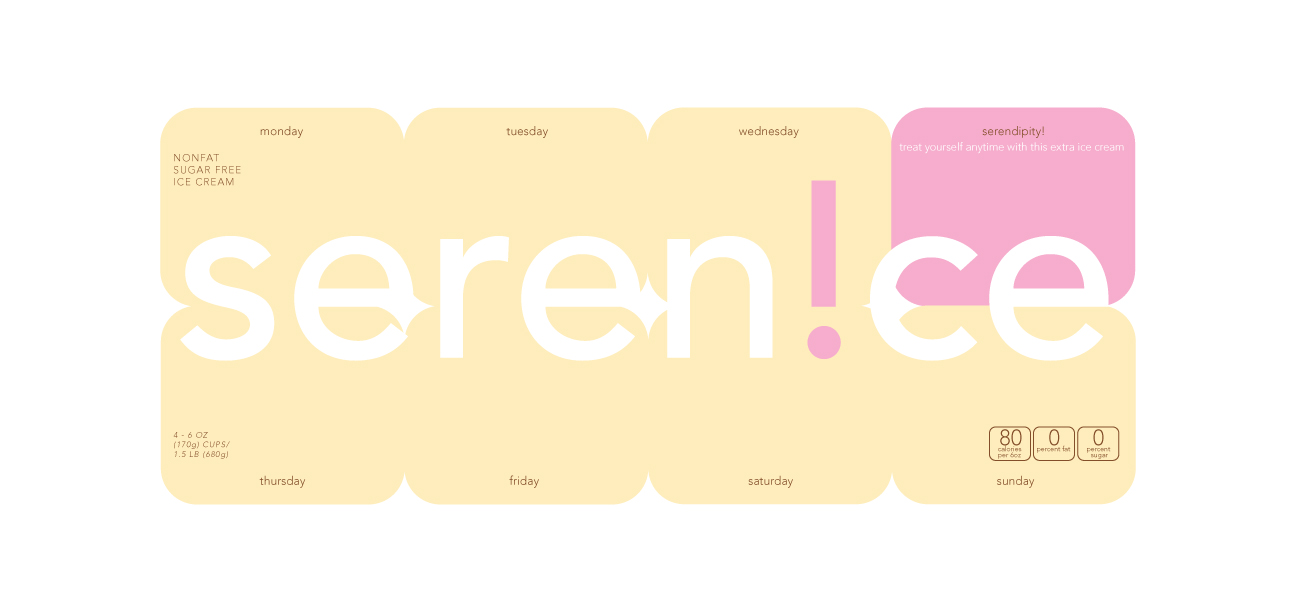 monday
tuesday
wednesday
serendipity!
treat yourself anytime with this extra ice cream
NONFAT
SUGAR FREE
ICE CREAM
seren!ce
4 - 6 OZ
(170g) CUPS/
1.5 LB (680g)
80
calories
per 6oz
0
percent fat
0
percent
sugar
thursday
friday
saturday
sunday